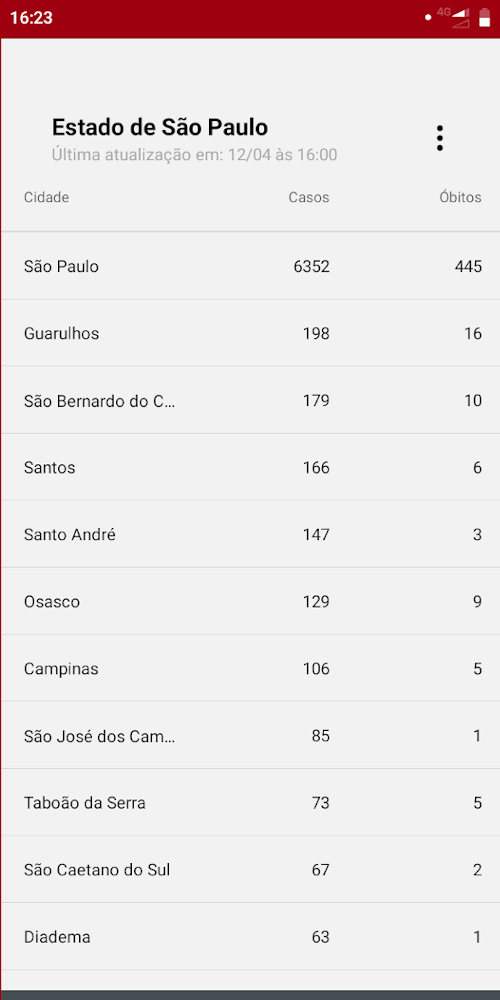 16:23
4G
Estado de São Paulo
Última atualização em: 12/04 às 16:00
Cidade Casos Óbitos
São Paulo 6352 445
Guarulhos 198 16
São Bernardo do C... 179 10
Santos 166 6
Santo André 147 3
Osasco 129 9
Campinas 106 5
São José dos Cam... 85 1
Taboão da Serra 73 5
São Caetano do Sul 67 2
Diadema 63 1